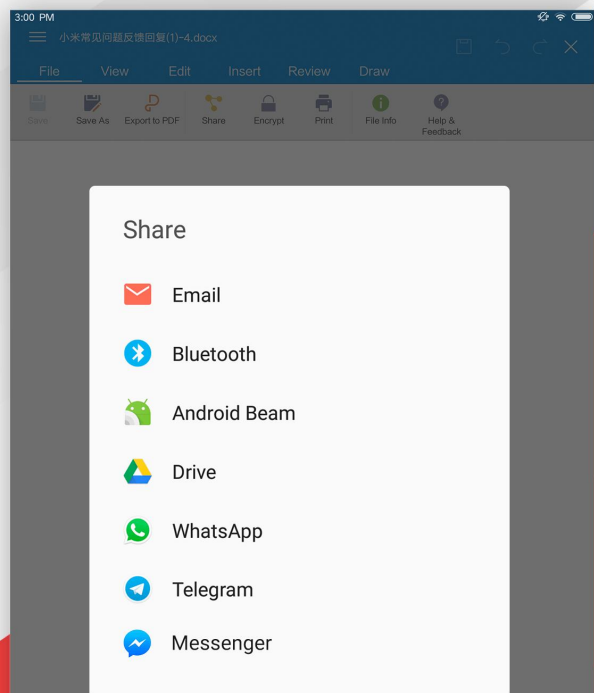 3:00 PM
小米常见问题反馈回复(1)-4.docx
File View Edit Insert Review Draw
Save Save As Export to PDF Share Encrypt Print File Info Help & Feedback
Share
Email
Bluetooth
Android Beam
Drive
WhatsApp
Telegram
Messenger